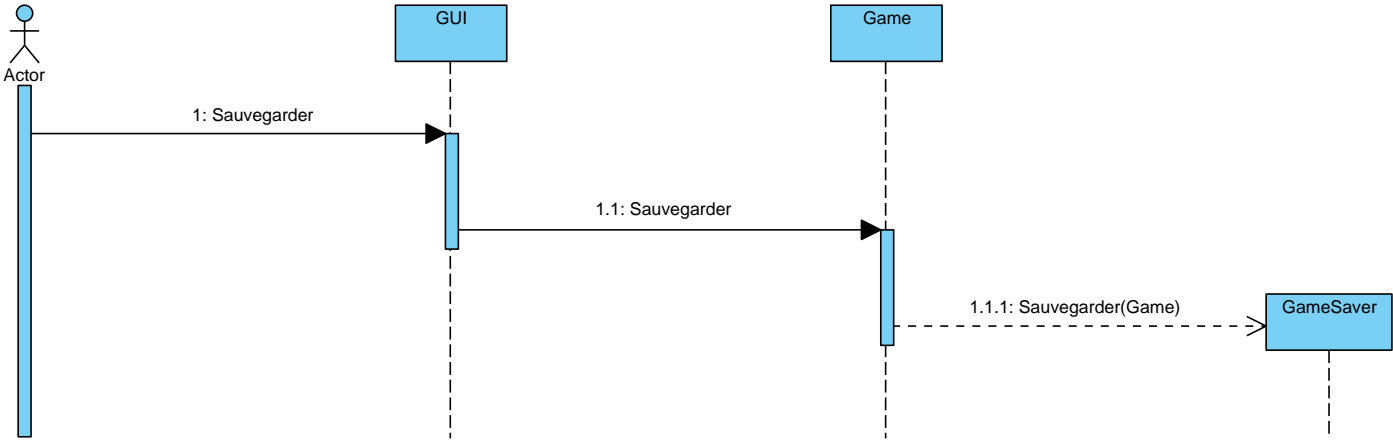 GUI
Game
Actor
1: Sauvegarder
1.1: Sauvegarder
1.1.1: Sauvegarder(Game)
GameSaver